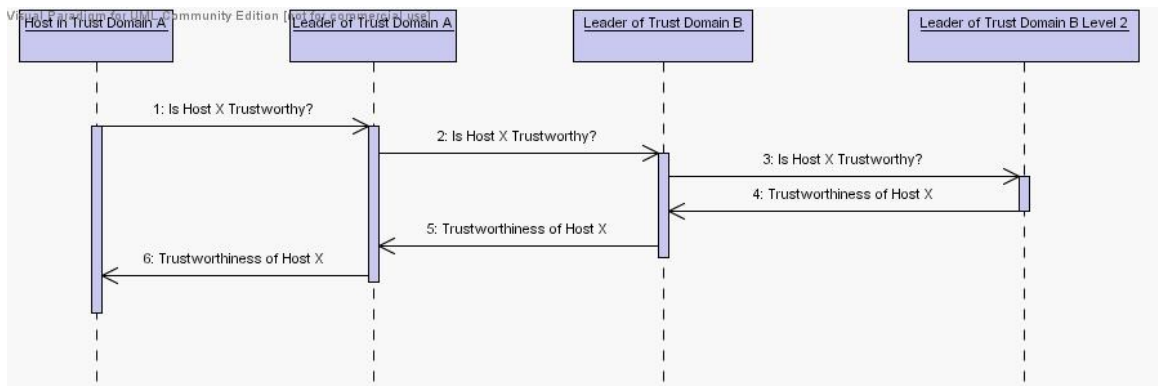 Visual Paradigm for UML Community Edition [not for commercial use]
Host in Trust Domain A
Leader of Trust Domain A
Leader of Trust Domain B
Leader of Trust Domain B Level 2
1: Is Host X Trustworthy?
2: Is Host X Trustworthy?
3: Is Host X Trustworthy?
4: Trustworthiness of Host X
5: Trustworthiness of Host X
6: Trustworthiness of Host X